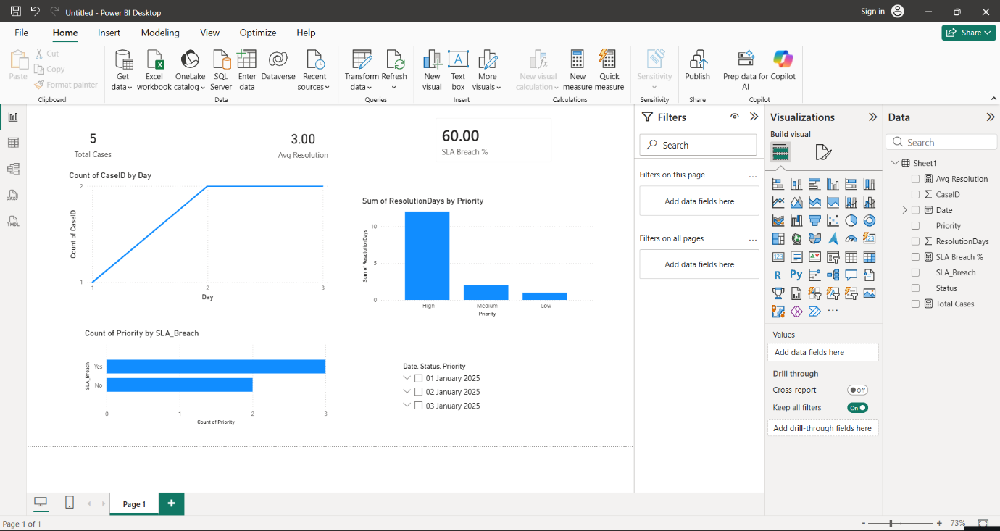 Untitled - Power BI Desktop
Sign in
File Home Insert Modeling View Optimize Help
Share
Paste
Cut
Copy
Format painter
Clipboard
Get data
Excel workbook
OneLake catalog
SQL Server
Enter data
Dataverse
Recent sources
Data
Transform data
Refresh
Queries
New visual
A
Text box
More visuals
Insert
New visual calculation
New measure
Quick measure
Calculations
Sensitivity
Sensitivity
Publish
Share
Prep data for AI
Copilot
Copilot
DAX
TMDL
5
Total Cases
3.00
Avg Resolution
60.00
SLA Breach %
Count of CaseID by Day
Count of CaseID
2
1
1 2 3
Day
Sum of ResolutionDays by Priority
Sum of ResolutionDays
10
5
0
High Medium Low
Priority
Count of Priority by SLA_Breach
SLA_Breach
Yes
No
0 1 2 3
Count of Priority
Date, Status, Priority
01 January 2025
02 January 2025
03 January 2025
Filters
Search
Filters on this page
...
Add data fields here
Filters on all pages
...
Add data fields here
Visualizations
Build visual
123
123
R Py
...
Values
Add data fields here
Drill through
Cross-report
Off
Keep all filters
On
Add drill-through fields here
Data
Search
Sheet1
Avg Resolution
∑ CaseID
Date
Priority
∑ ResolutionDays
SLA Breach %
SLA_Breach
Status
Total Cases
Page 1
+
Page 1 of 1
- + 73%